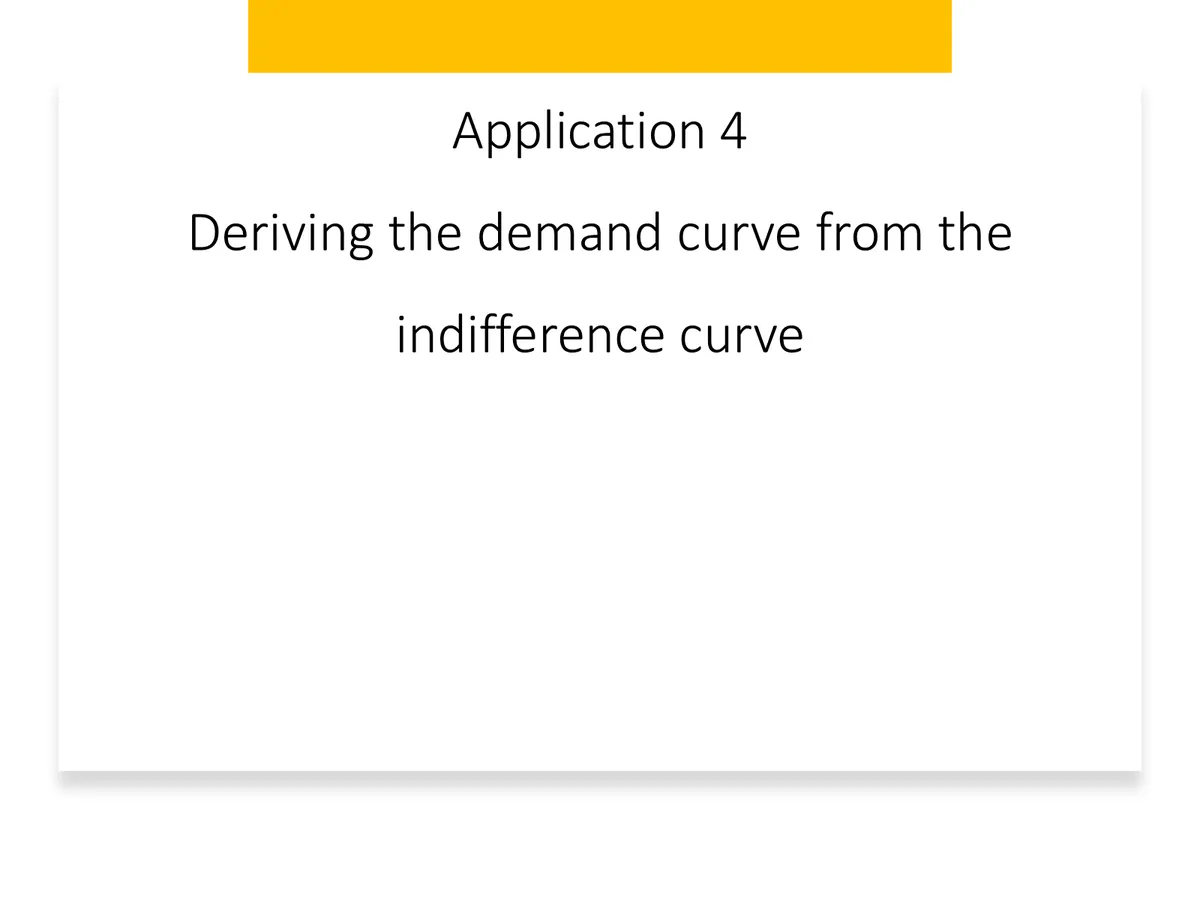 Application 4
Deriving the demand curve from the
indifference curve